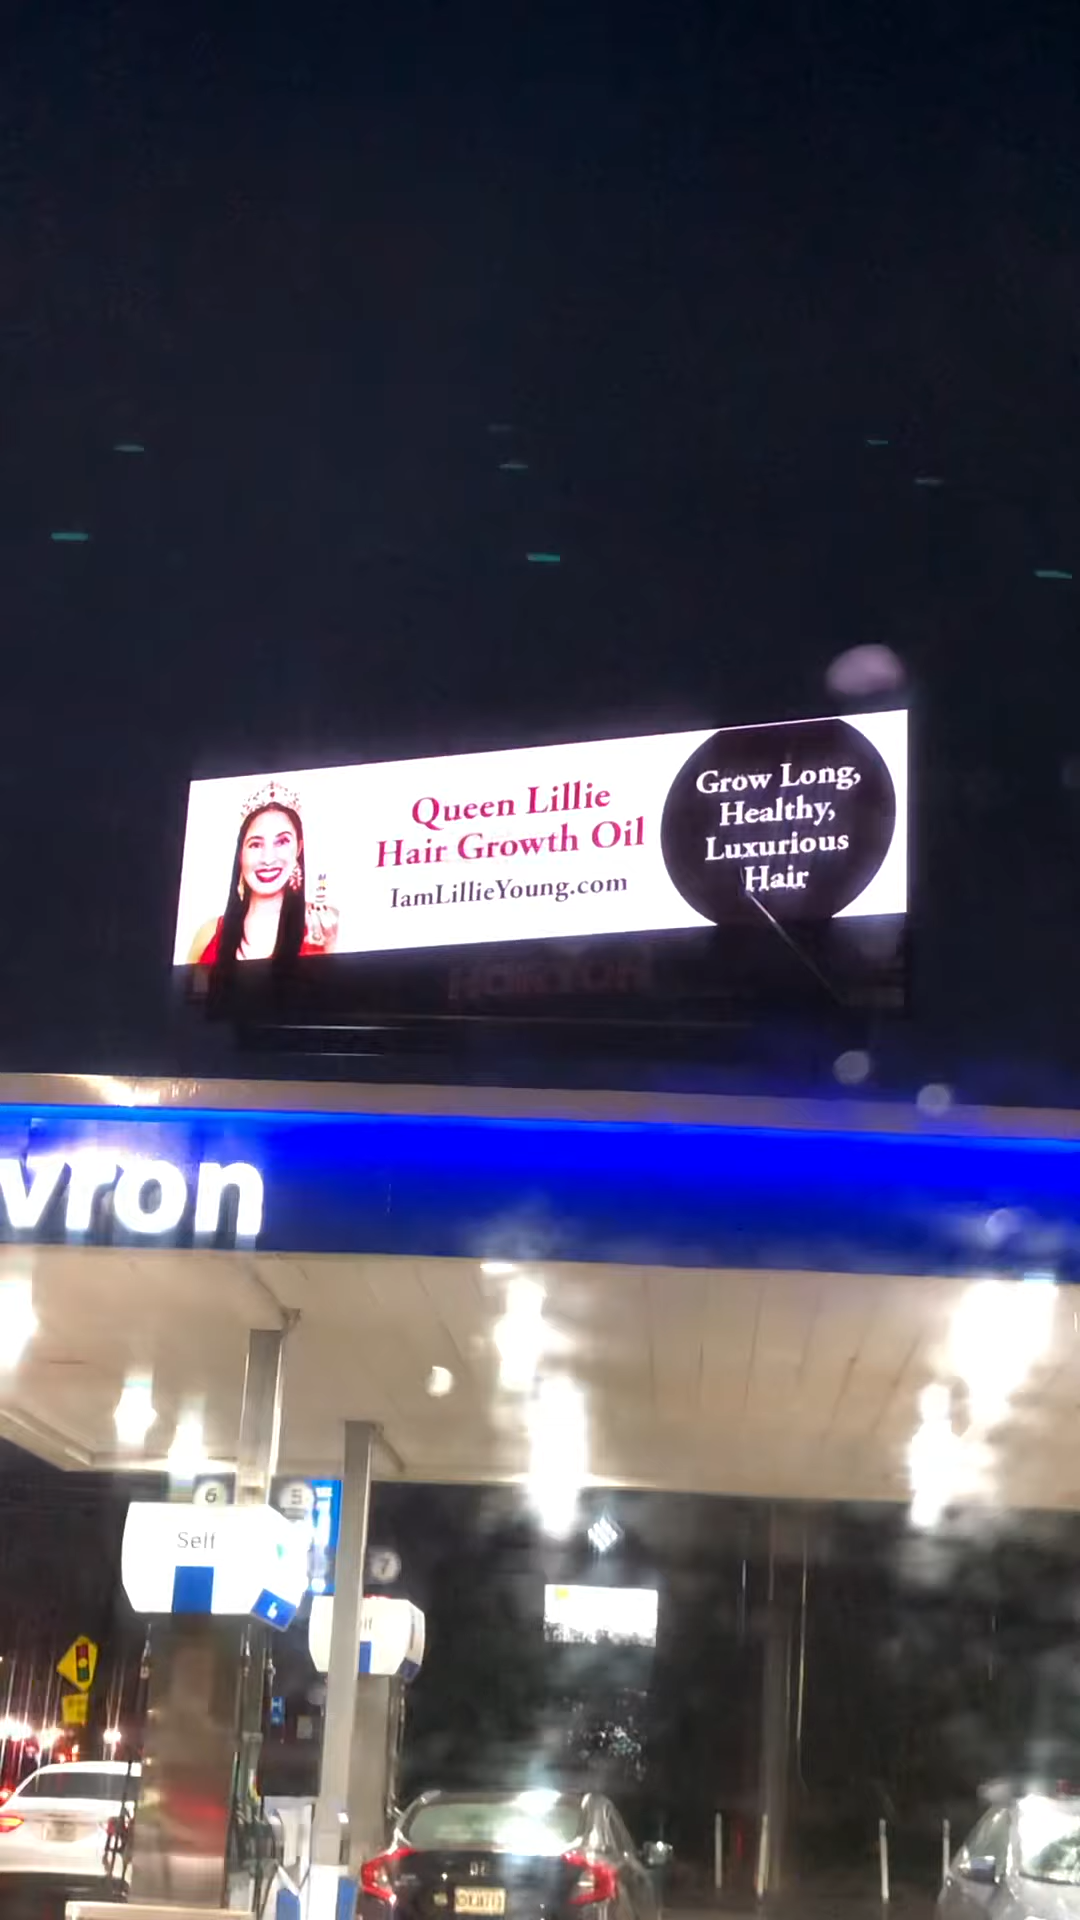 Queen Lillie
Hair Growth Oil
IamLillieYoung.com
Grow Long,
Healthy,
Luxurious
Hair
vron
6
5
Self
7